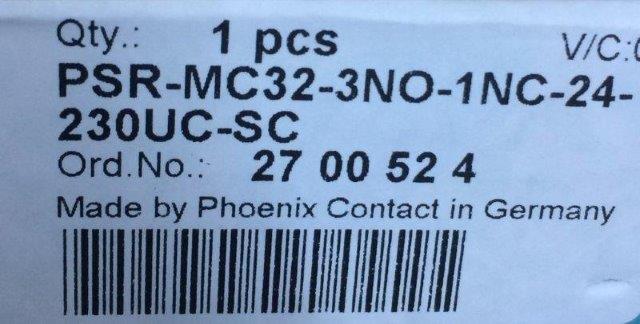 Qty.: 1 pcs V/C:
PSR-MC32-3NO-1NC-24-
230UC-SC
Ord.No.: 27 00 52 4
Made by Phoenix Contact in Germany